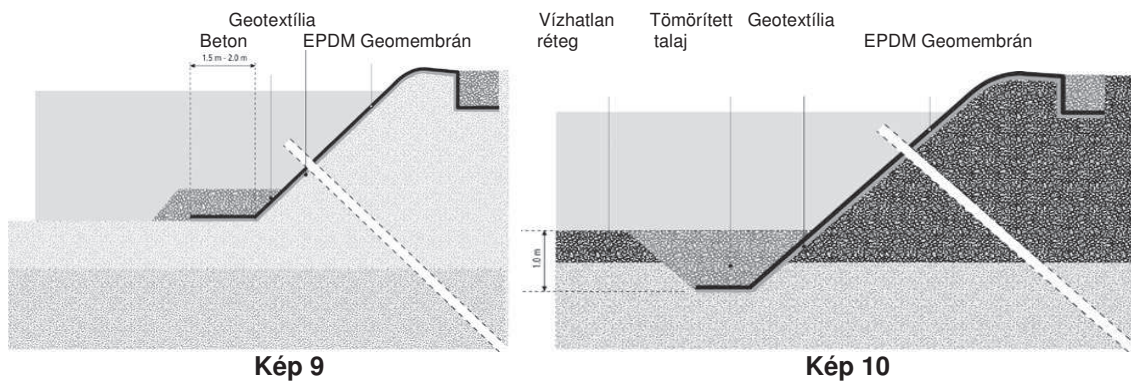 Geotextília
Beton EPDM Geomembrán
1.5 m - 2.0 m
Kép 9
Vízhatlan Tömörített Geotextília
réteg talaj EPDM Geomembrán
1.0 m
Kép 10